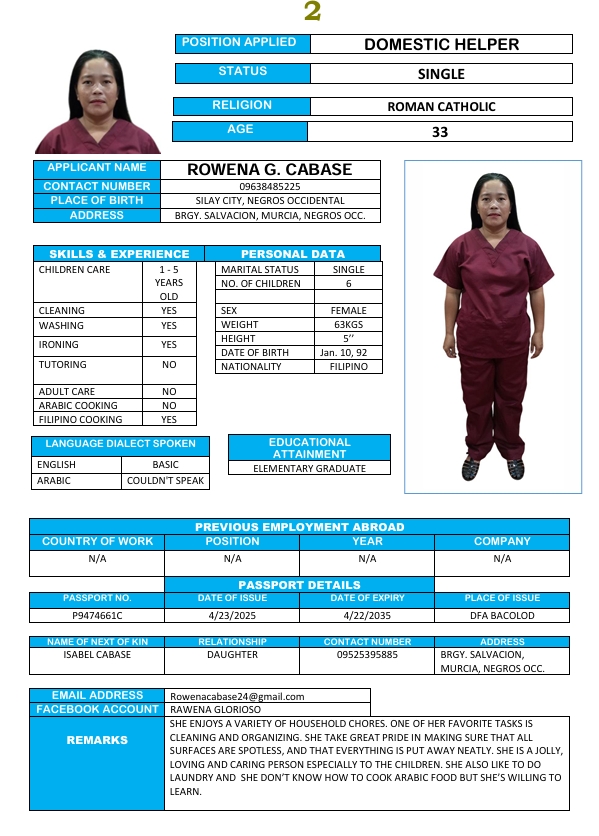 2
POSITION APPLIED DOMESTIC HELPER
STATUS SINGLE
RELIGION ROMAN CATHOLIC
AGE 33
APPLICANT NAME ROWENA G. CABASE
CONTACT NUMBER 09638485225
PLACE OF BIRTH SILAY CITY, NEGROS OCCIDENTAL
ADDRESS BRGY. SALVACION, MURCIA, NEGROS OCC.
SKILLS & EXPERIENCE
CHILDREN CARE 1 - 5
YEARS
OLD
CLEANING YES
WASHING YES
IRONING YES
TUTORING NO
ADULT CARE NO
ARABIC COOKING NO
FILIPINO COOKING YES
PERSONAL DATA
MARITAL STATUS SINGLE
NO. OF CHILDREN 6
SEX FEMALE
WEIGHT 63KGS
HEIGHT 5’’
DATE OF BIRTH Jan. 10, 92
NATIONALITY FILIPINO
LANGUAGE DIALECT SPOKEN
ENGLISH BASIC
ARABIC COULDN'T SPEAK
EDUCATIONAL
ATTAINMENT
ELEMENTARY GRADUATE
PREVIOUS EMPLOYMENT ABROAD
COUNTRY OF WORK POSITION YEAR COMPANY
N/A N/A N/A N/A
PASSPORT DETAILS
PASSPORT NO. DATE OF ISSUE DATE OF EXPIRY PLACE OF ISSUE
P9474661C 4/23/2025 4/22/2035 DFA BACOLOD
NAME OF NEXT OF KIN RELATIONSHIP CONTACT NUMBER ADDRESS
ISABEL CABASE DAUGHTER 09525395885 BRGY. SALVACION,
MURCIA, NEGROS OCC.
EMAIL ADDRESS Rowenacabase24@gmail.com
FACEBOOK ACCOUNT RAWENA GLORIOSO
REMARKS
SHE ENJOYS A VARIETY OF HOUSEHOLD CHORES. ONE OF HER FAVORITE TASKS IS
CLEANING AND ORGANIZING. SHE TAKE GREAT PRIDE IN MAKING SURE THAT ALL
SURFACES ARE SPOTLESS, AND THAT EVERYTHING IS PUT AWAY NEATLY. SHE IS A JOLLY,
LOVING AND CARING PERSON ESPECIALLY TO THE CHILDREN. SHE ALSO LIKE TO DO
LAUNDRY AND SHE DON’T KNOW HOW TO COOK ARABIC FOOD BUT SHE’S WILLING TO
LEARN.